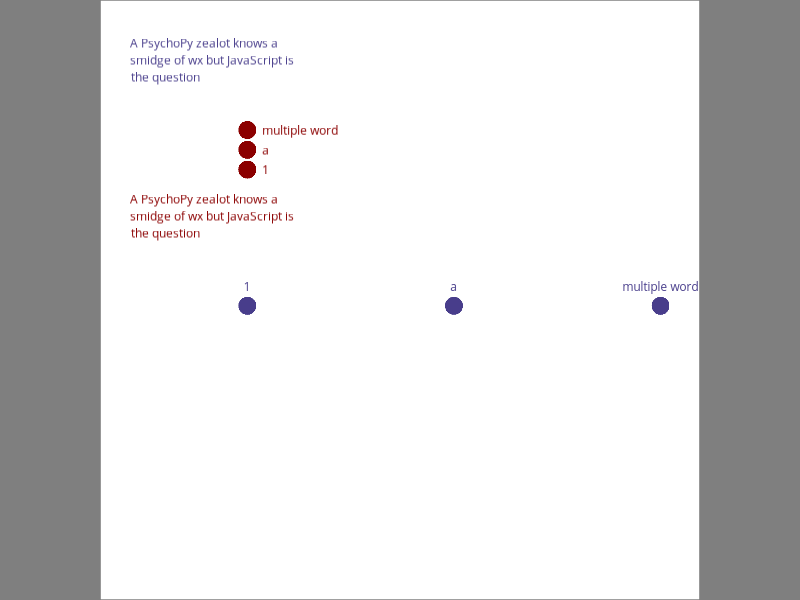 A PsychoPy zealot knows a
smidge of wx but JavaScript is
the question
multiple word
a
1
A PsychoPy zealot knows a
smidge of wx but JavaScript is
the question
1 a multiple word